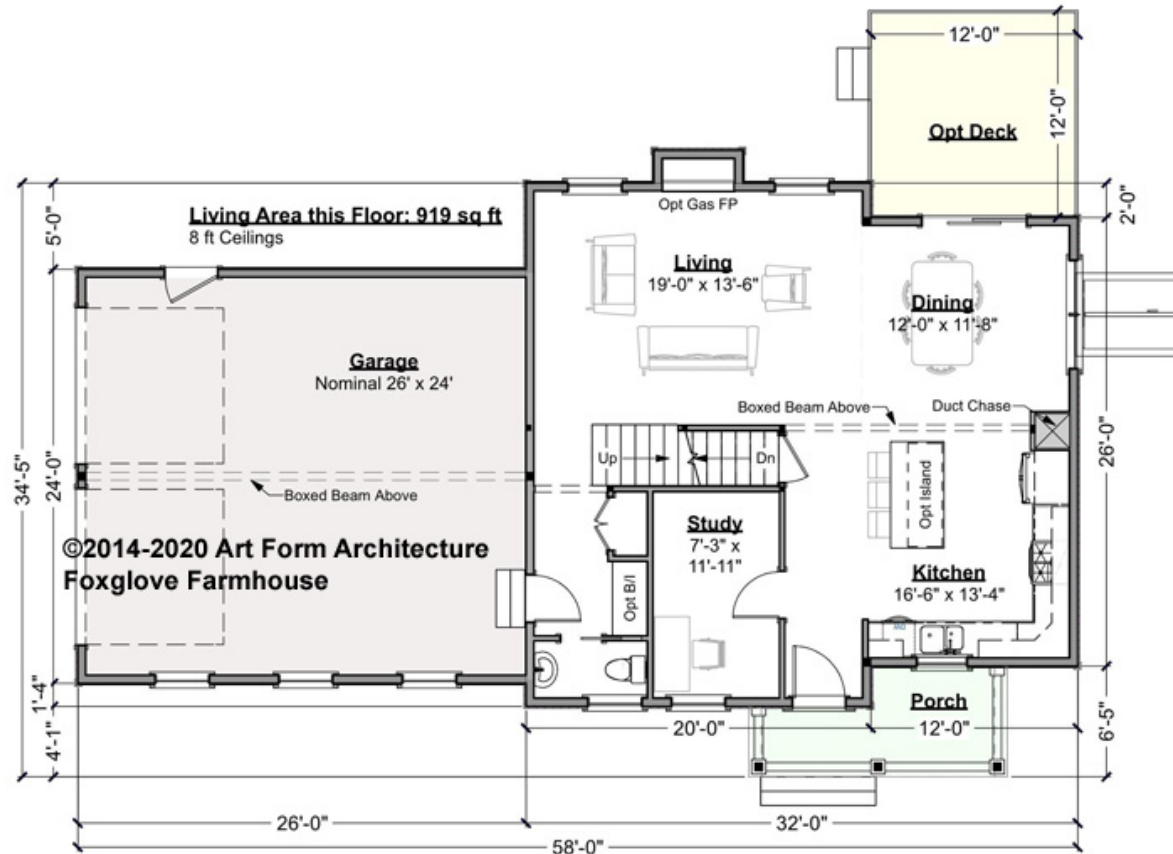 12'-0"
12'-0"
Opt Deck
2'-0"
5'-0"
Living Area this Floor: 919 sq ft
8 ft Ceilings
Opt Gas FP
Living
19'-0" x 13'-6"
Dining
12'-0" x 11'-8"
Garage
Nominal 26' x 24'
Boxed Beam Above
Duct Chase
26'-0"
34'-5"
24'-0"
Up
Dn
Boxed Beam Above
Opt Island
Study
7'-3" x
11'-11"
©2014-2020 Art Form Architecture
Foxglove Farmhouse
Opt B/I
Kitchen
16'-6" x 13'-4"
DW
1'-4"
4'-1"
Porch
20'-0"
12'-0"
6'-5"
26'-0"
32'-0"
58'-0"